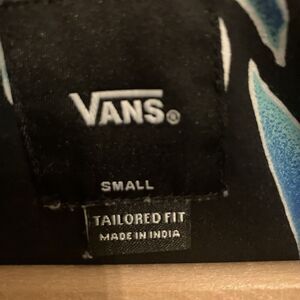 VANS®
SMALL
TAILORED FIT
MADE IN INDIA